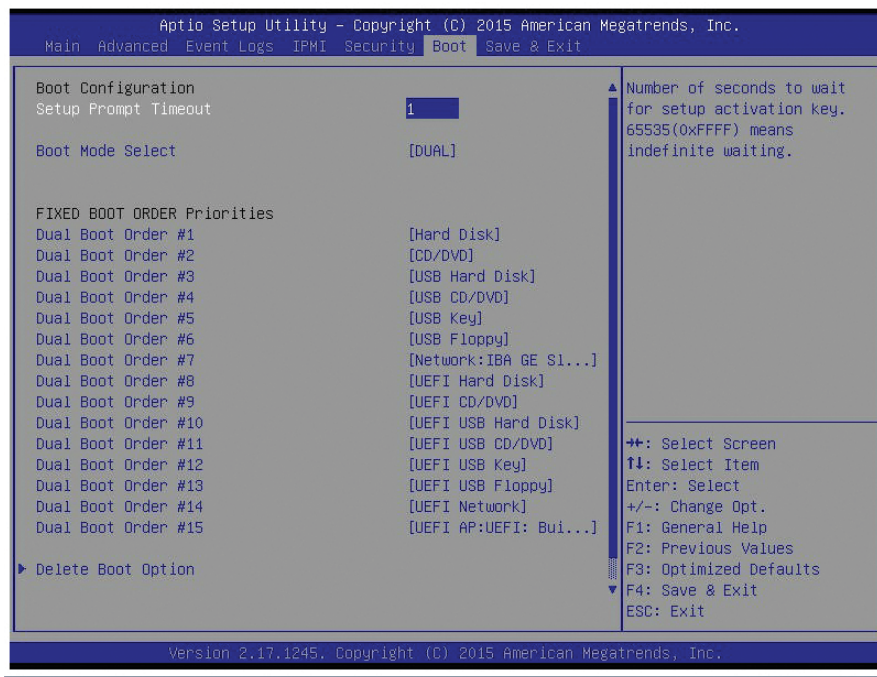 Aptio Setup Utility – Copyright (C) 2015 American Megatrends, Inc.
Main Advanced Event Logs IPMI Security Boot Save & Exit
Boot Configuration
Setup Prompt Timeout 1
Boot Mode Select [DUAL]
FIXED BOOT ORDER Priorities
Dual Boot Order #1 [Hard Disk]
Dual Boot Order #2 [CD/DVD]
Dual Boot Order #3 [USB Hard Disk]
Dual Boot Order #4 [USB CD/DVD]
Dual Boot Order #5 [USB Key]
Dual Boot Order #6 [USB Floppy]
Dual Boot Order #7 [Network:IBA GE Sl...]
Dual Boot Order #8 [UEFI Hard Disk]
Dual Boot Order #9 [UEFI CD/DVD]
Dual Boot Order #10 [UEFI USB Hard Disk]
Dual Boot Order #11 [UEFI USB CD/DVD]
Dual Boot Order #12 [UEFI USB Key]
Dual Boot Order #13 [UEFI USB Floppy]
Dual Boot Order #14 [UEFI Network]
Dual Boot Order #15 [UEFI AP:UEFI: Bui...]
Delete Boot Option
Number of seconds to wait
for setup activation key.
65535(0xFFFF) means
indefinite waiting.
→←: Select Screen
↑↓: Select Item
Enter: Select
+/-: Change Opt.
F1: General Help
F2: Previous Values
F3: Optimized Defaults
F4: Save & Exit
ESC: Exit
Version 2.17.1245. Copyright (C) 2015 American Megatrends, Inc.